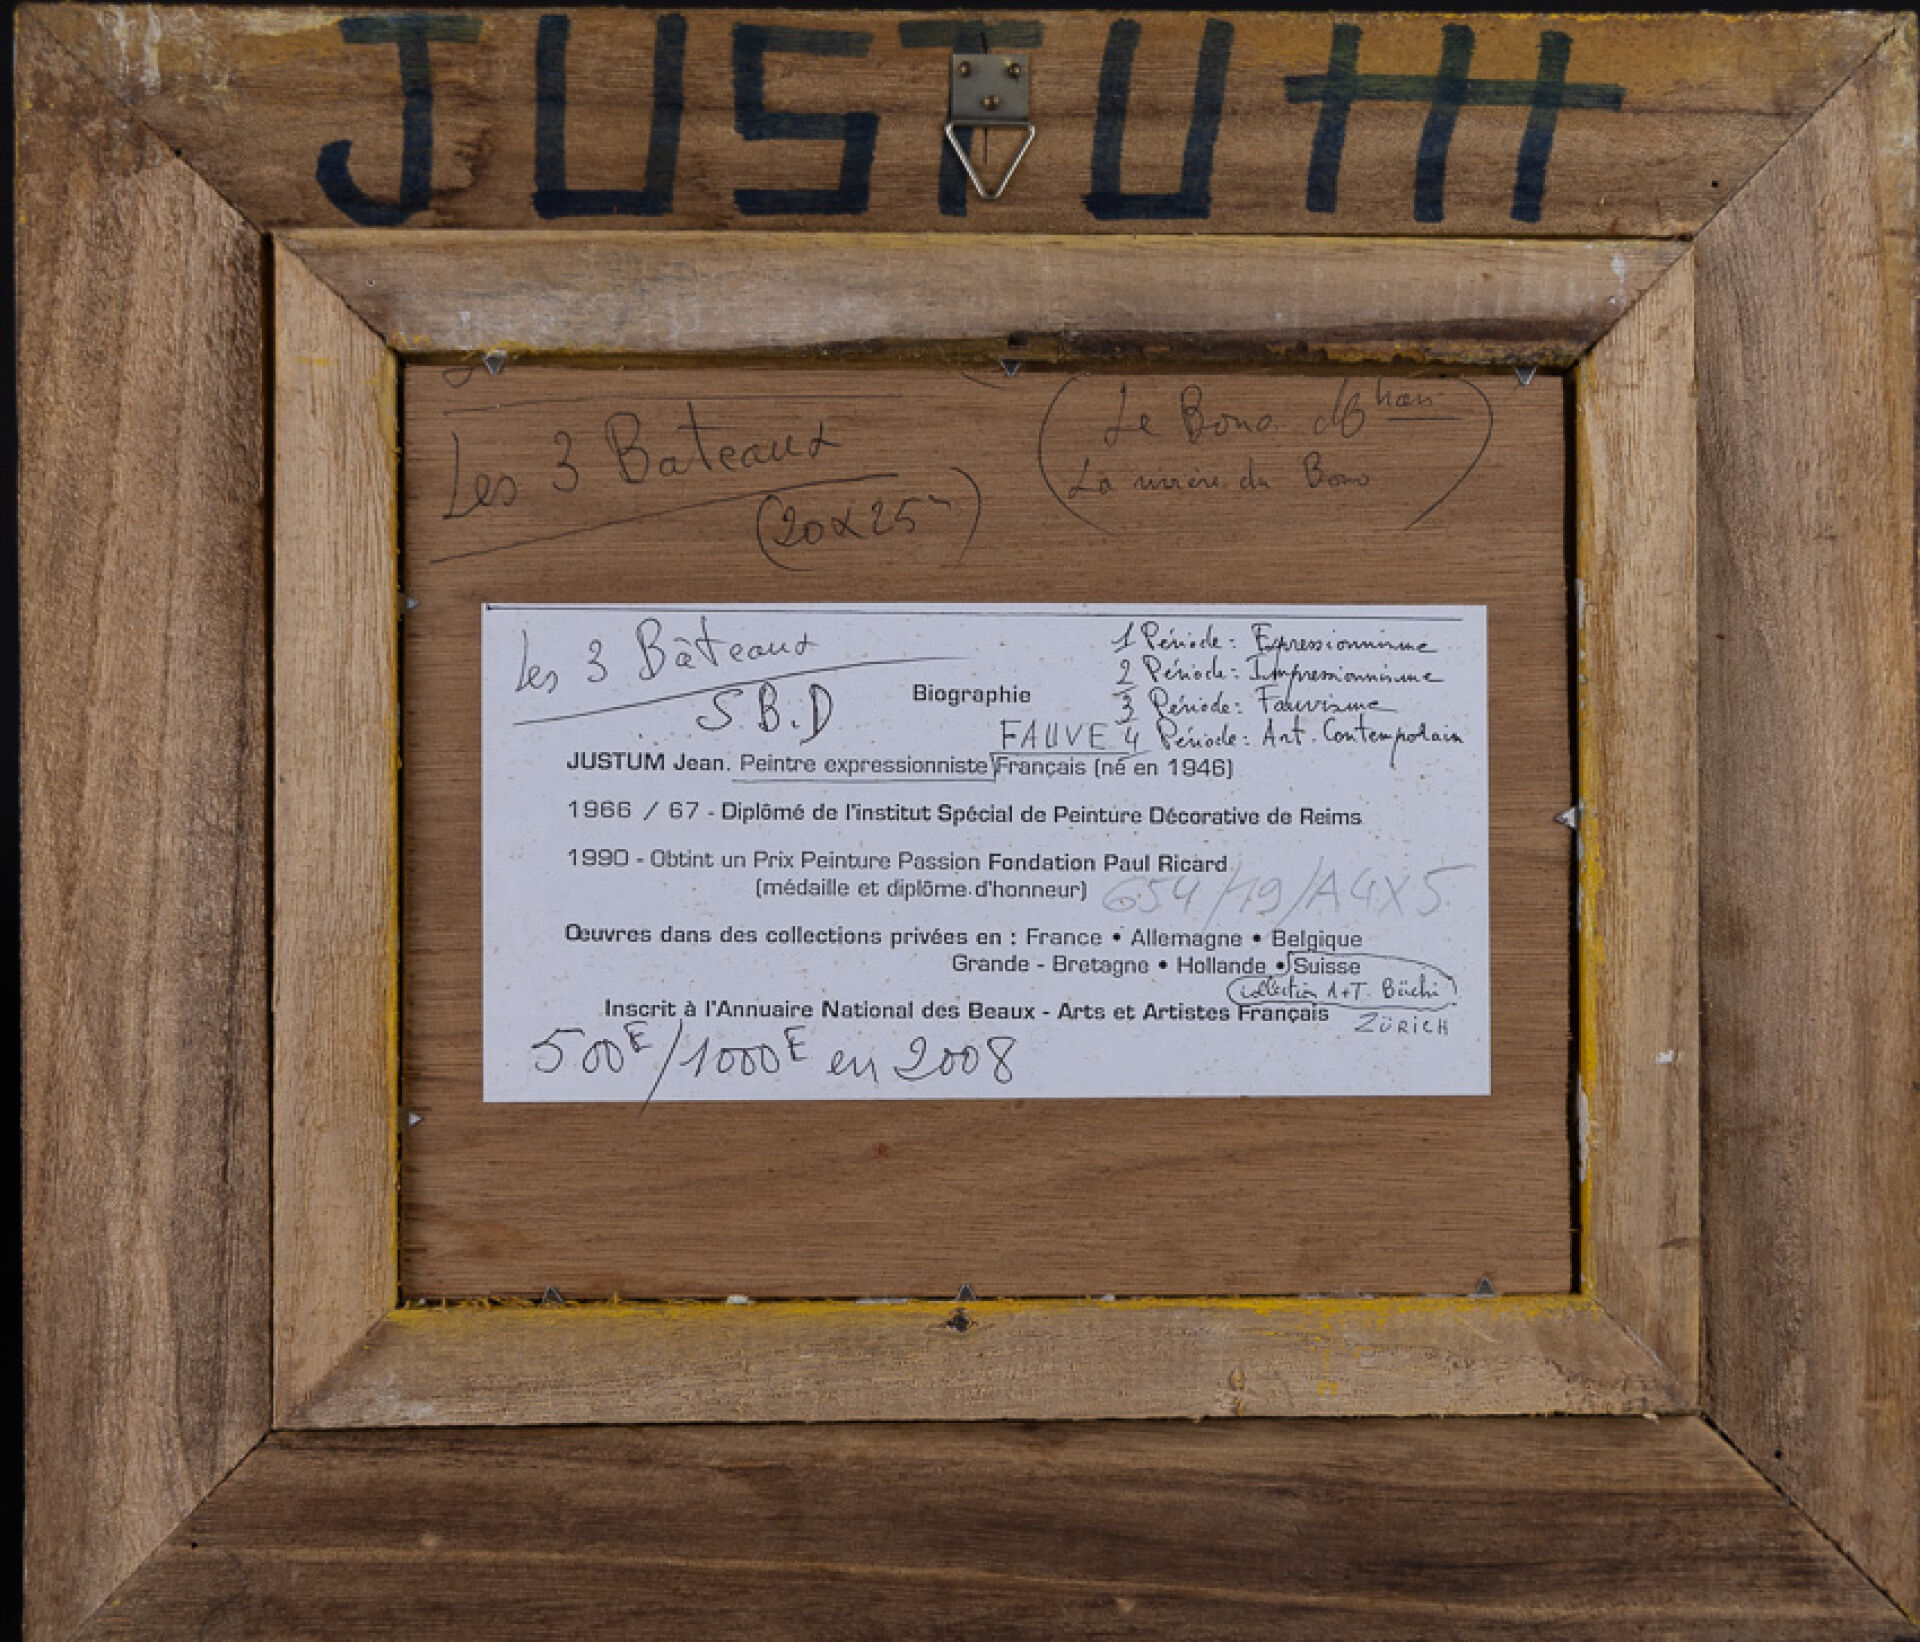 JUSTUM
Les 3 Bateaux
(20x25)
(Le Bono
La rivière du Bono)
Les 3 Bâteaux
S.B.D
1 Période: Expressionnisme
2 Période: Impressionnisme
3 Période: Fauvisme
4 Période: Art. Contemporain
Biographie
FAUVE
JUSTUM Jean. Peintre expressionniste Français (né en 1946)
1966 / 67 - Diplômé de l'institut Spécial de Peinture Décorative de Reims
1990 - Obtint un Prix Peinture Passion Fondation Paul Ricard
(médaille et diplôme d'honneur)
654/19/A4X5
Œuvres dans des collections privées en : France • Allemagne • Belgique
Grande - Bretagne • Hollande • Suisse
collection A+T. Büchi
ZÜRICH
Inscrit à l'Annuaire National des Beaux - Arts et Artistes Français
500E/1000E en 2008